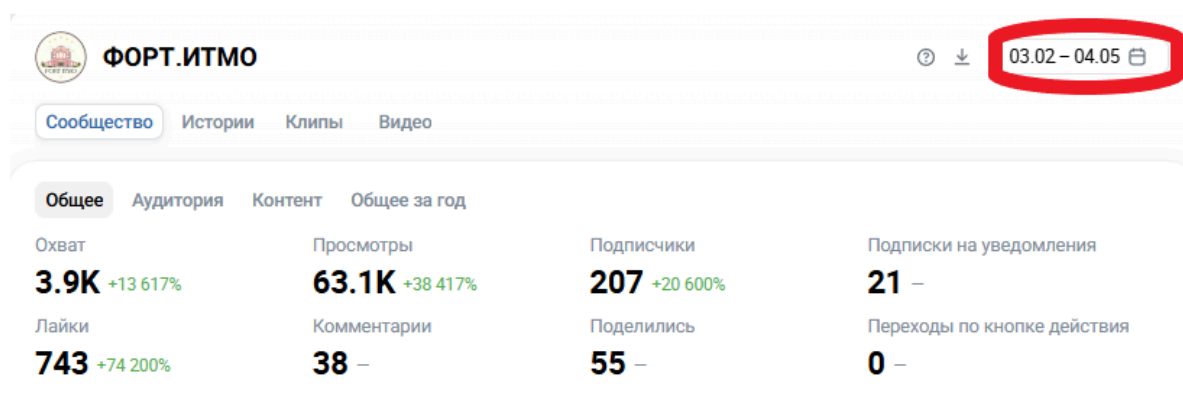 ФОРТ.ИТМО
03.02 – 04.05
Сообщество Истории Клипы Видео
Общее Аудитория Контент Общее за год
Охват Просмотры Подписчики Подписки на уведомления
3.9K +13 617% 63.1K +38 417% 207 +20 600% 21 –
Лайки Комментарии Поделились Переходы по кнопке действия
743 +74 200% 38 – 55 – 0 –